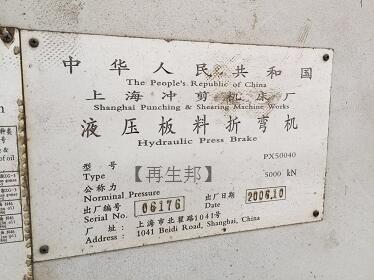 中华人民共和国
The People's Republic of China
上海冲剪机床厂
Shanghai Punching & Shearing Machine Works
液压板料折弯机
Hydraulic Press Brake
型号 PX50040
Type
【再生邦】
公称力 5000 kN
Norminal Pressure
出厂编号 06176 出厂日期 2006.10
Serial No. Date
厂址：上海市北翟路1041号
Address: 1041 Beidi Road, Shanghai, China